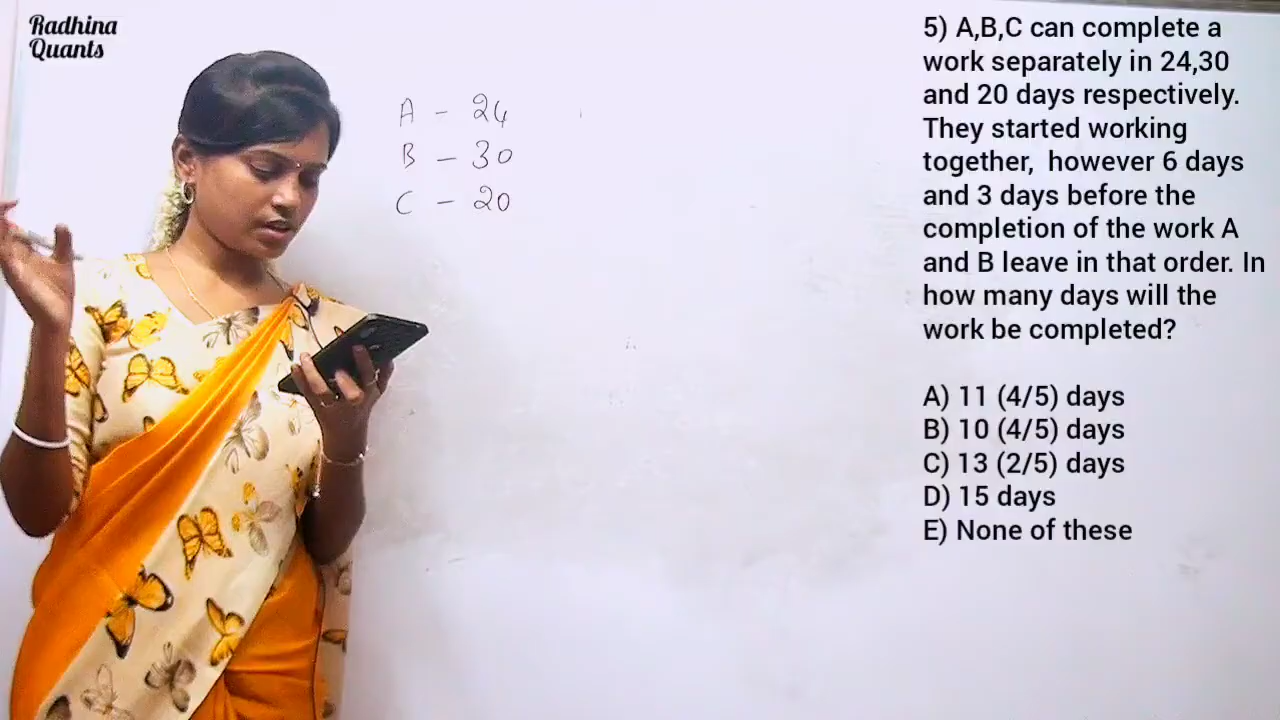 Radhina
Quants
A - 24
B - 30
C - 20
5) A,B,C can complete a
work separately in 24,30
and 20 days respectively.
They started working
together, however 6 days
and 3 days before the
completion of the work A
and B leave in that order. In
how many days will the
work be completed?
A) 11 (4/5) days
B) 10 (4/5) days
C) 13 (2/5) days
D) 15 days
E) None of these